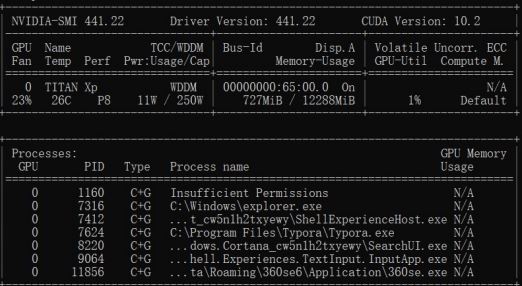 NVIDIA-SMI 441.22 Driver Version: 441.22 CUDA Version: 10.2
GPU Name TCC/WDDM | Bus-Id Disp.A | Volatile Uncorr. ECC
Fan Temp Perf Pwr:Usage/Cap| Memory-Usage | GPU-Util Compute M.
0 TITAN Xp WDDM | 00000000:65:00.0 On | N/A
23% 26C P8 11W / 250W | 727MiB / 12288MiB | 1% Default
Processes: GPU Memory
GPU PID Type Process name Usage
0 1160 C+G Insufficient Permissions N/A
0 7316 C+G C:\Windows\explorer.exe N/A
0 7412 C+G ...t_cw5n1h2txyewy\ShellExperienceHost.exe N/A
0 7624 C+G C:\Program Files\Typora\Typora.exe N/A
0 8220 C+G ...dows.Cortana_cw5n1h2txyewy\SearchUI.exe N/A
0 9064 C+G ...hell.Experiences.TextInput.InputApp.exe N/A
0 11856 C+G ...ta\Roaming\360se6\Application\360se.exe N/A